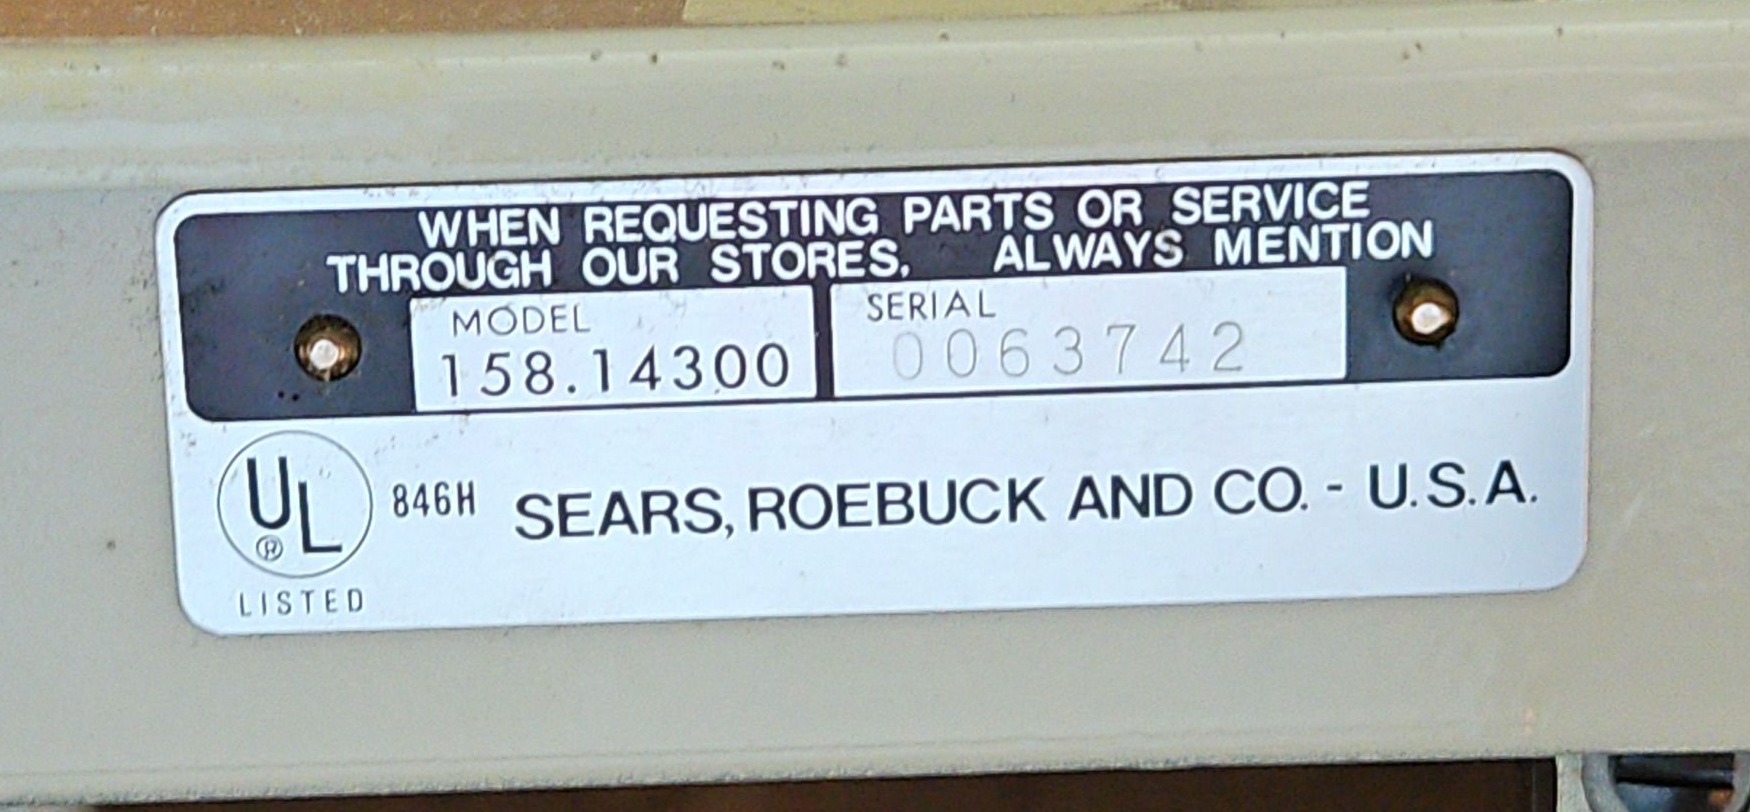 WHEN REQUESTING PARTS OR SERVICE
THROUGH OUR STORES, ALWAYS MENTION
MODEL
158.14300
SERIAL
0063742
UL
®
LISTED
846H
SEARS, ROEBUCK AND CO. - U.S.A.